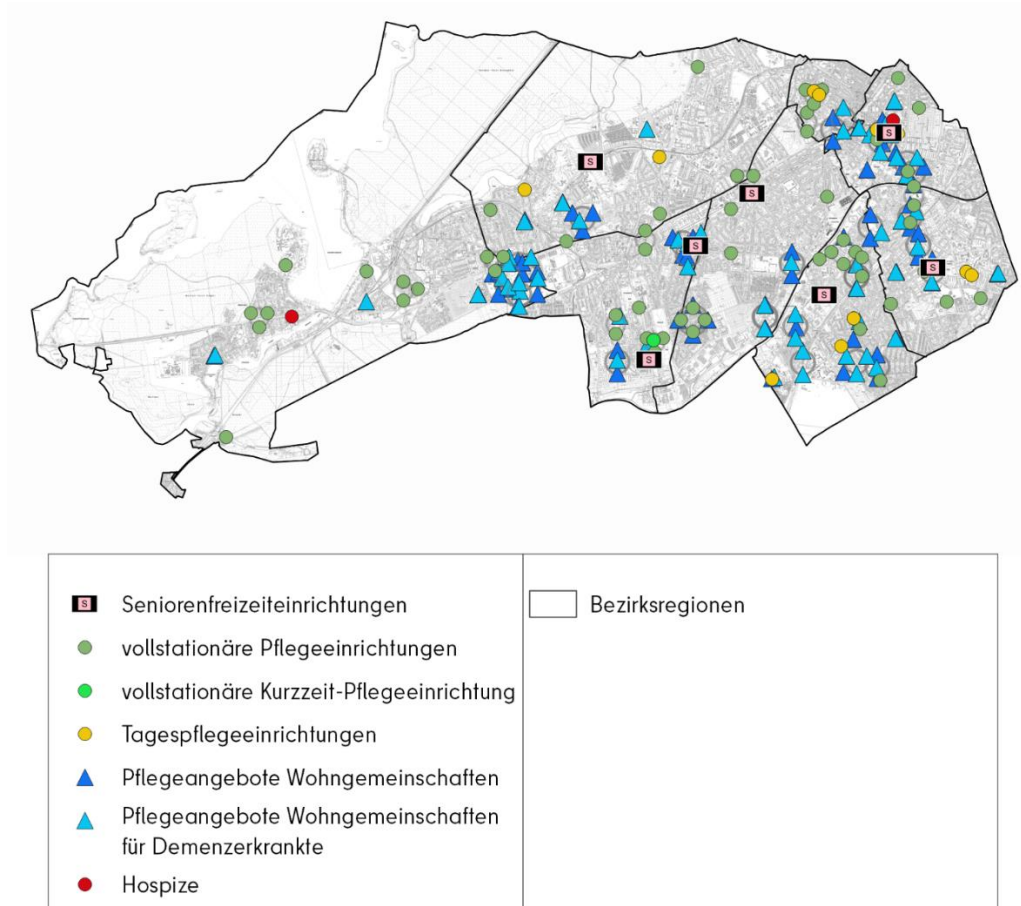 S Seniorenfreizeiteinrichtungen
vollstationäre Pflegeeinrichtungen
vollstationäre Kurzzeit-Pflegeeinrichtung
Tagespflegeeinrichtungen
Pflegeangebote Wohngemeinschaften
Pflegeangebote Wohngemeinschaften
für Demenzerkrankte
Hospize
Bezirksregionen